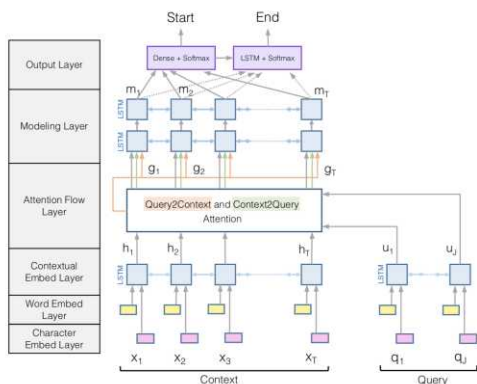 Start End
Output Layer
Dense + Softmax
LSTM + Softmax
m1 m2 mT
Modeling Layer
LSTM
LSTM
g1 g2 gT
Attention Flow
Layer
Query2Context and Context2Query
Attention
h1 h2 hT
u1 uJ
Contextual
Embed Layer
LSTM
LSTM
Word Embed
Layer
Character
Embed Layer
x1 x2 x3 xT
q1 qJ
Context
Query